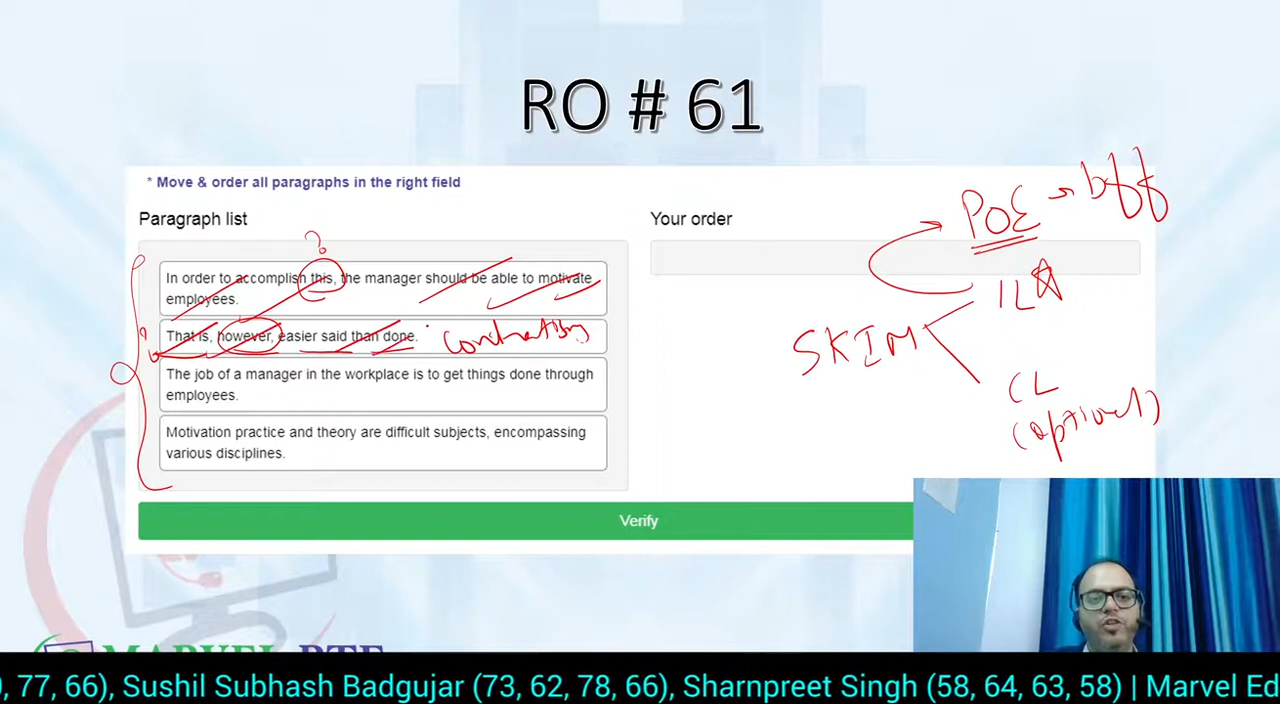 RO # 61
* Move & order all paragraphs in the right field
Paragraph list
Your order
?
In order to accomplish this, the manager should be able to motivate
employees.
That is, however, easier said than done.
The job of a manager in the workplace is to get things done through
employees.
Motivation practice and theory are difficult subjects, encompassing
various disciplines.
POE
IL
SKIM
CL
(optional)
Verify
MARVEL PTE
, 77, 66), Sushil Subhash Badgujar (73, 62, 78, 66), Sharnpreet Singh (58, 64, 63, 58) | Marvel Ed